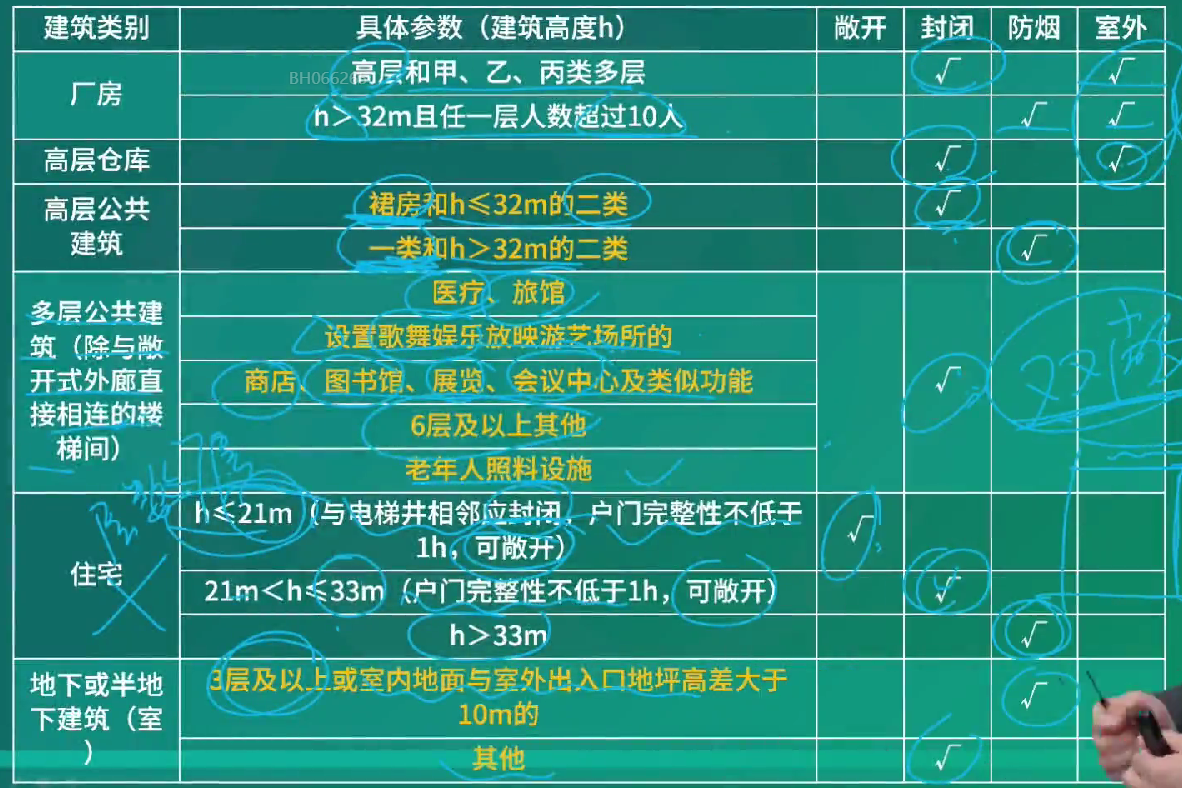 建筑类别 具体参数（建筑高度h） 敞开 封闭 防烟 室外
厂房 高层和甲、乙、丙类多层 √ √
h＞32m且任一层人数超过10人 √ √
高层仓库 √ √
高层公共
建筑
裙房和h≤32m的二类 √
一类和h＞32m的二类 √
多层公共建
筑（除与敞
开式外廊直
接相连的楼
梯间）
医疗、旅馆
设置歌舞娱乐放映游艺场所的
商店、图书馆、展览、会议中心及类似功能 √
6层及以上其他
老年人照料设施
住宅
h≤21m（与电梯井相邻应封闭，户门完整性不低于
1h，可敞开） √
21m＜h≤33m（户门完整性不低于1h，可敞开） √
h＞33m √
地下或半地
下建筑（室
）
3层及以上或室内地面与室外出入口地坪高差大于
10m的 √
其他 √